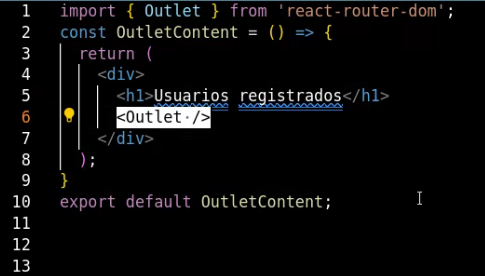 1 import { Outlet } from 'react-router-dom';
2 const OutletContent = () => {
3   return (
4     <div>
5       <h1>Usuarios registrados</h1>
6       <Outlet />
7     </div>
8   );
9 }
10 export default OutletContent;
11
12
13